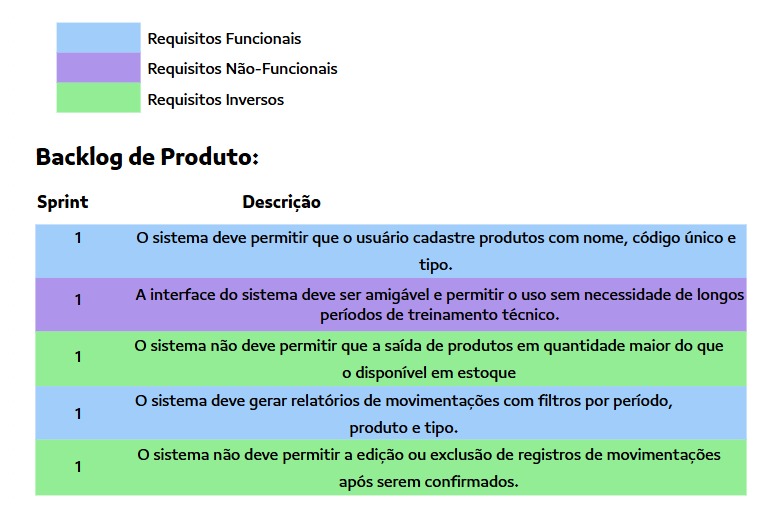 Requisitos Funcionais
Requisitos Não-Funcionais
Requisitos Inversos
Backlog de Produto:
Sprint Descrição
1 O sistema deve permitir que o usuário cadastre produtos com nome, código único e
tipo.
1 A interface do sistema deve ser amigável e permitir o uso sem necessidade de longos
períodos de treinamento técnico.
1 O sistema não deve permitir que a saída de produtos em quantidade maior do que
o disponível em estoque
1 O sistema deve gerar relatórios de movimentações com filtros por período,
produto e tipo.
1 O sistema não deve permitir a edição ou exclusão de registros de movimentações
após serem confirmados.